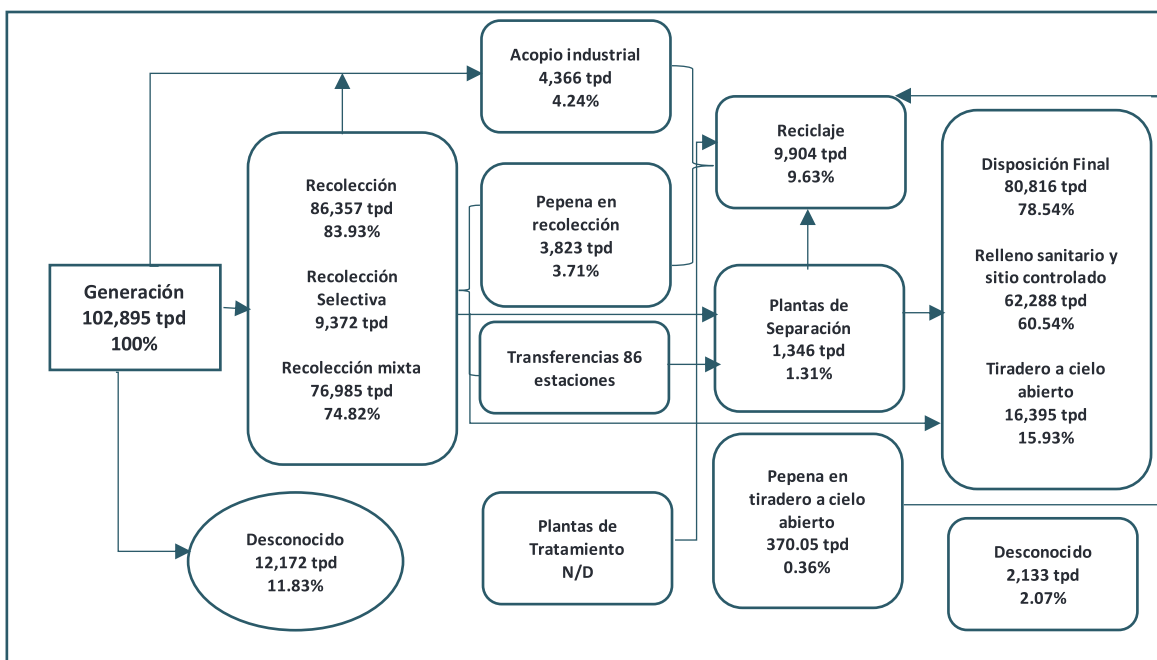 Generación
102,895 tpd
100%
Recolección
86,357 tpd
83.93%
Recolección
Selectiva
9,372 tpd
Recolección mixta
76,985 tpd
74.82%
Desconocido
12,172 tpd
11.83%
Acopio industrial
4,366 tpd
4.24%
Pepena en
recolección
3,823 tpd
3.71%
Transferencias 86
estaciones
Plantas de
Tratamiento
N/D
Reciclaje
9,904 tpd
9.63%
Plantas de
Separación
1,346 tpd
1.31%
Pepena en
tiradero a cielo
abierto
370.05 tpd
0.36%
Disposición Final
80,816 tpd
78.54%
Relleno sanitario y
sitio controlado
62,288 tpd
60.54%
Tiradero a cielo
abierto
16,395 tpd
15.93%
Desconocido
2,133 tpd
2.07%